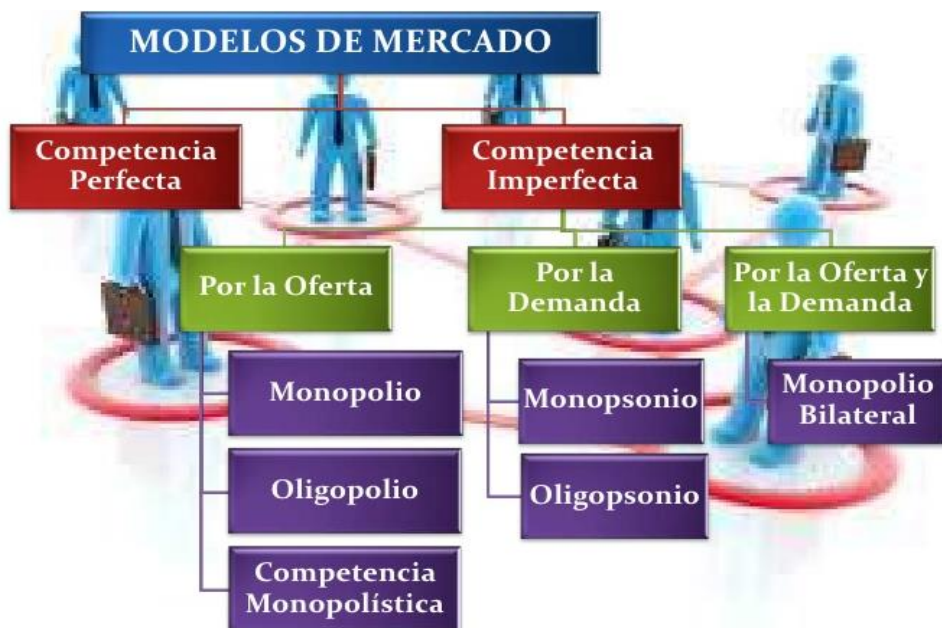 MODELOS DE MERCADO
Competencia
Perfecta
Competencia
Imperfecta
Por la Oferta
Por la
Demanda
Por la Oferta y
la Demanda
Monopolio
Oligopolio
Competencia
Monopolística
Monopsonio
Oligopsonio
Monopolio
Bilateral